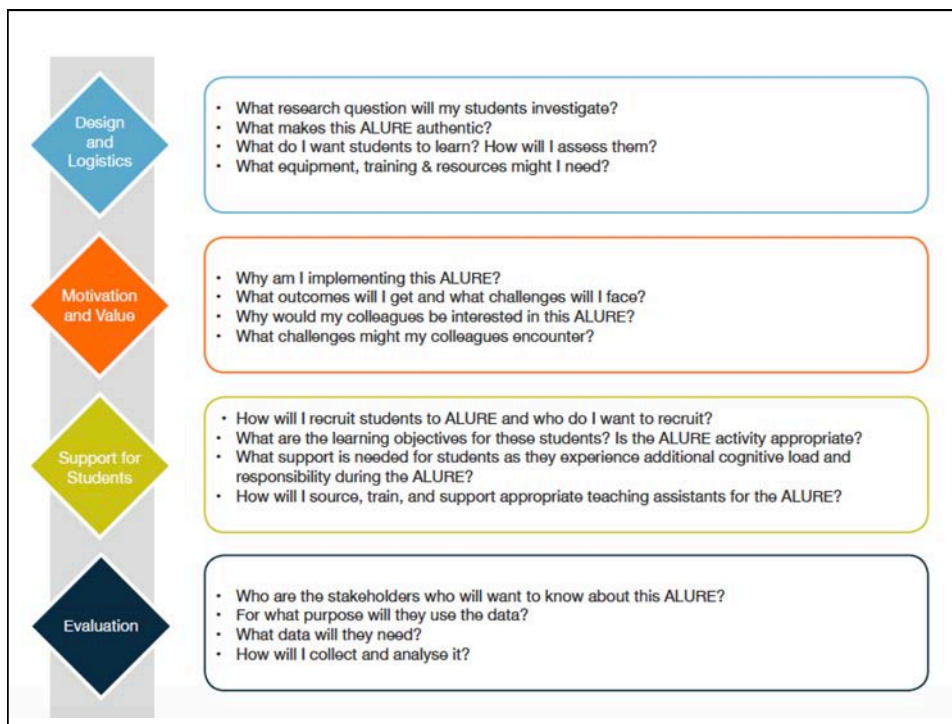 Design
and
Logistics
• What research question will my students investigate?
• What makes this ALURE authentic?
• What do I want students to learn? How will I assess them?
• What equipment, training & resources might I need?
Motivation
and Value
• Why am I implementing this ALURE?
• What outcomes will I get and what challenges will I face?
• Why would my colleagues be interested in this ALURE?
• What challenges might my colleagues encounter?
Support for
Students
• How will I recruit students to ALURE and who do I want to recruit?
• What are the learning objectives for these students? Is the ALURE activity appropriate?
• What support is needed for students as they experience additional cognitive load and
responsibility during the ALURE?
• How will I source, train, and support appropriate teaching assistants for the ALURE?
Evaluation
• Who are the stakeholders who will want to know about this ALURE?
• For what purpose will they use the data?
• What data will they need?
• How will I collect and analyse it?